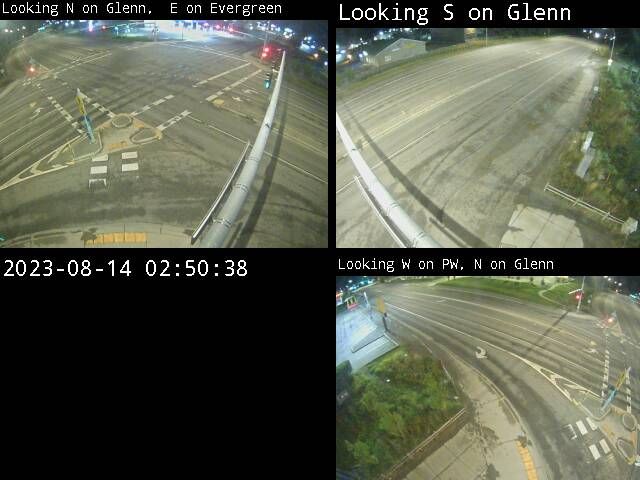 Looking N on Glenn,  E on Evergreen
Looking S on Glenn
2023-08-14 02:50:38
Looking W on PW, N on Glenn